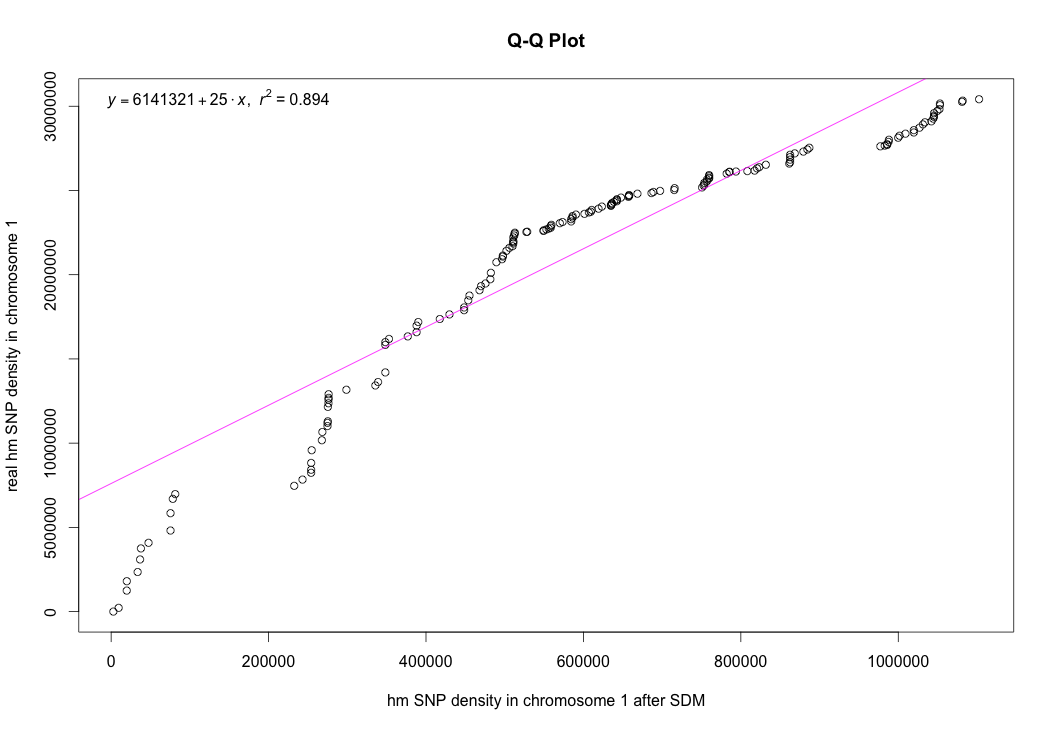 Q-Q Plot
y = 6141321 + 25 · x, r² = 0.894
real hm SNP density in chromosome 1
0
5000000
10000000
20000000
30000000
0
200000
400000
600000
800000
1000000
hm SNP density in chromosome 1 after SDM